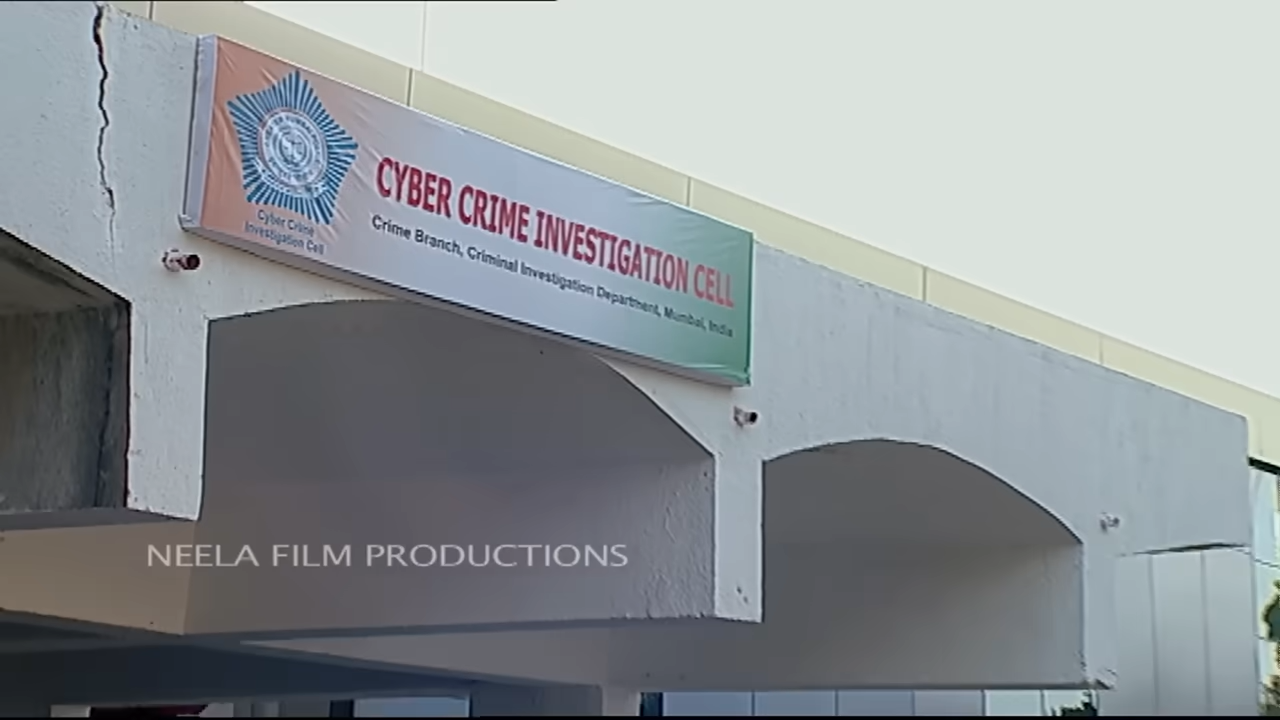 CYBER CRIME INVESTIGATION CELL
Crime Branch, Criminal Investigation Department, Mumbai, India
Cyber Crime
Investigation Cell
NEELA FILM PRODUCTIONS